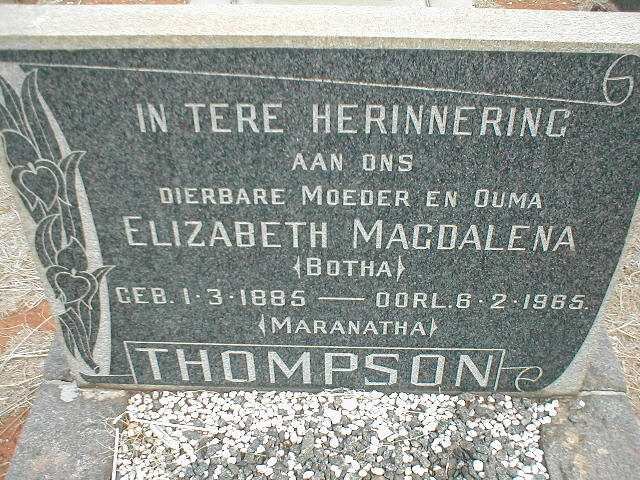 IN TERE HERINNERING
AAN ONS
DIERBARE MOEDER EN OUMA
ELIZABETH MAGDALENA
(BOTHA)
GEB. 1·3·1885 — OORL. 6·2·1965.
(MARANATHA)
THOMPSON